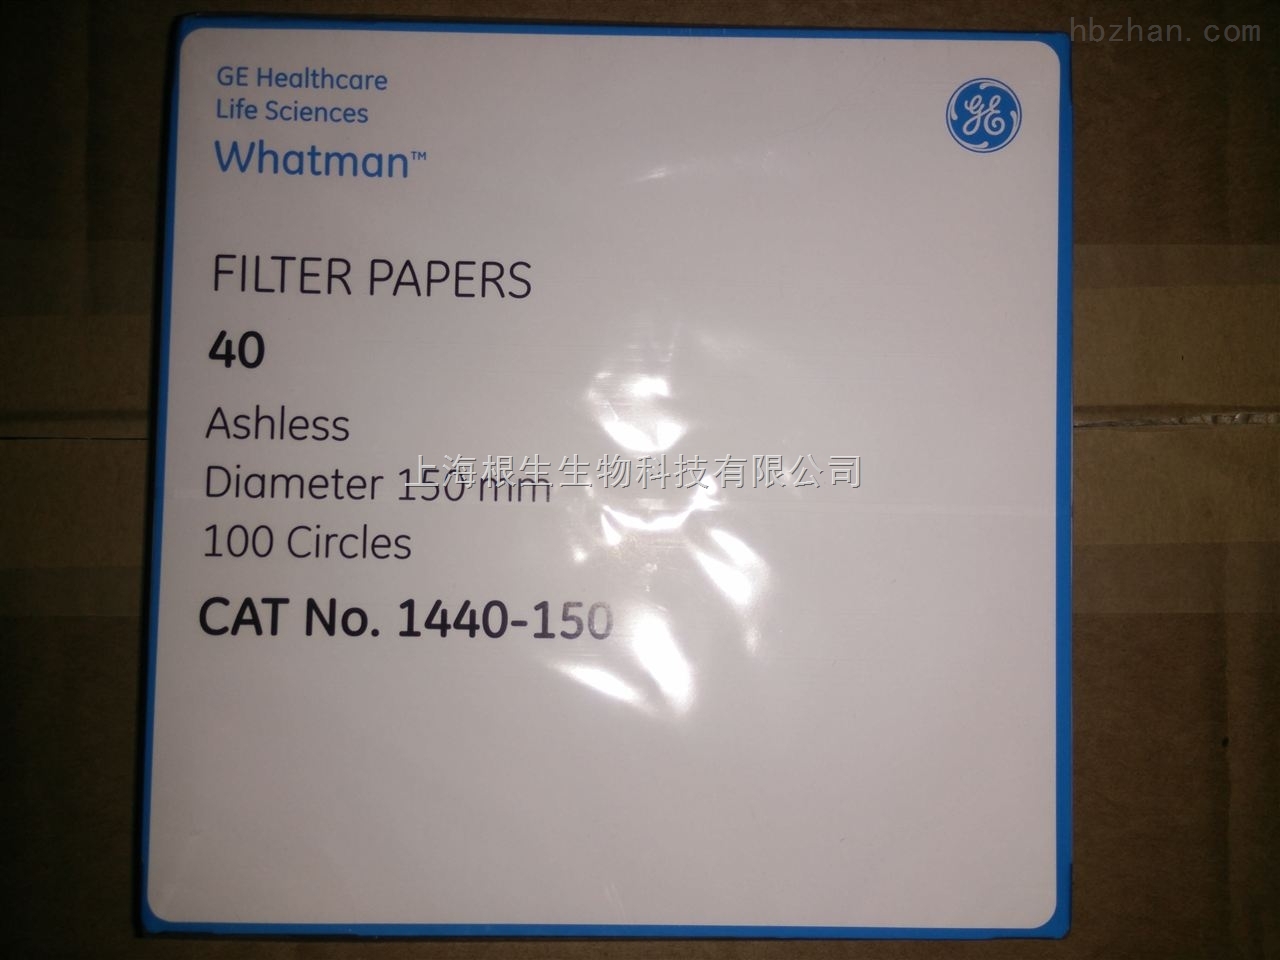 hbzhan.com
GE Healthcare
Life Sciences
Whatman™
GE
FILTER PAPERS
40
Ashless
Diameter 150 mm
上海根生生物科技有限公司
100 Circles
CAT No. 1440-150